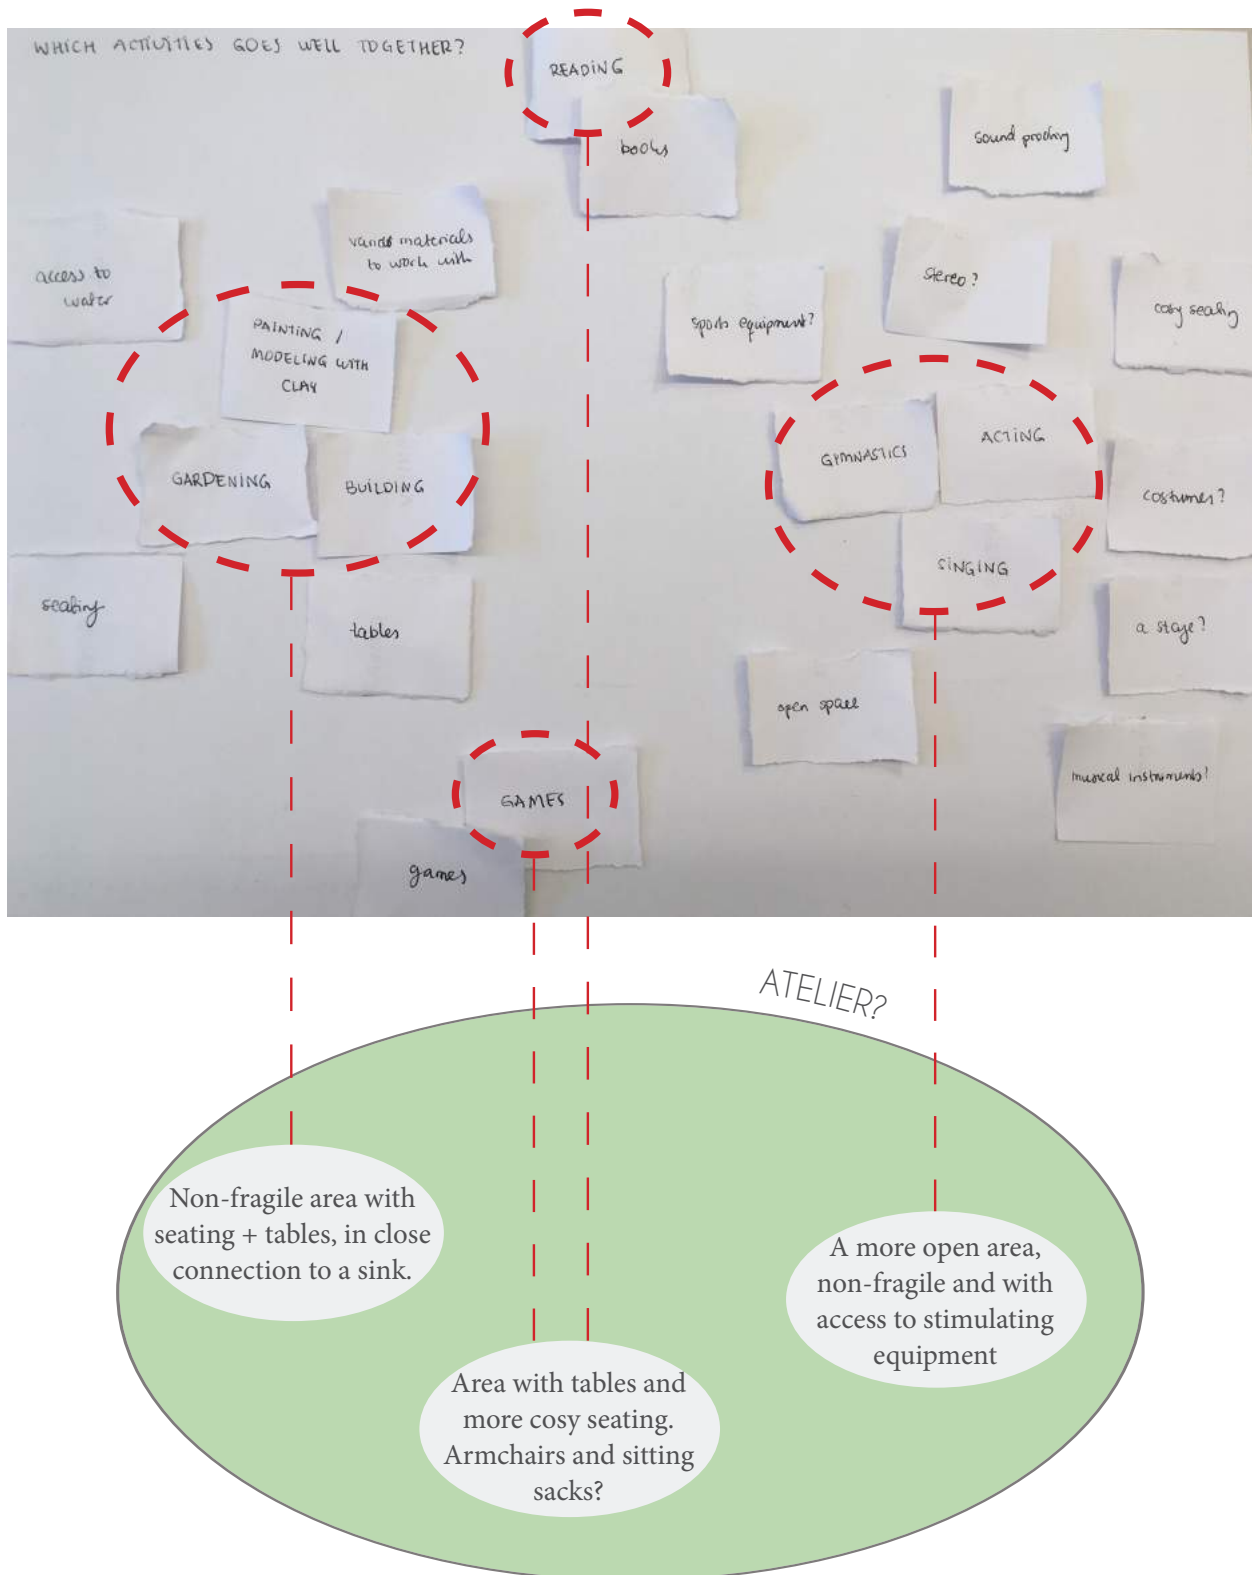 WHICH ACTIVITIES GOES WELL TOGETHER?
READING
books
sound proofing
various materials
to work with
access to
water
stereo?
sports equipment?
cosy seating
PAINTING /
MODELING WITH
CLAY
GYMNASTICS
ACTING
GARDENING
BUILDING
costumes?
SINGING
seating
tables
a stage?
open space
musical instruments?
GAMES
games
ATELIER?
Non-fragile area with
seating + tables, in close
connection to a sink.
A more open area,
non-fragile and with
access to stimulating
equipment
Area with tables and
more cosy seating.
Armchairs and sitting
sacks?